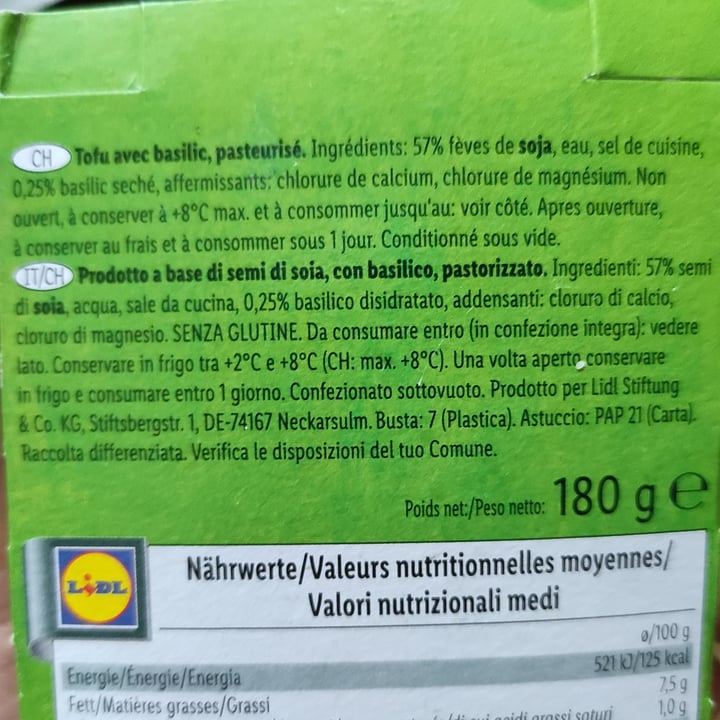 CH Tofu avec basilic, pasteurisé. Ingrédients: 57% fèves de soja, eau, sel de cuisine,
0,25% basilic seché, affermissants: chlorure de calcium, chlorure de magnésium. Non
ouvert, à conserver à +8°C max. et à consommer jusqu'au: voir côté. Apres ouverture,
à conserver au frais et à consommer sous 1 jour. Conditionné sous vide.
IT/CH Prodotto a base di semi di soia, con basilico, pastorizzato. Ingredienti: 57% semi
di soia, acqua, sale da cucina, 0,25% basilico disidratato, addensanti: cloruro di calcio,
cloruro di magnesio. SENZA GLUTINE. Da consumare entro (in confezione integra): vedere
lato. Conservare in frigo tra +2°C e +8°C (CH: max. +8°C). Una volta aperto conservare
in frigo e consumare entro 1 giorno. Confezionato sottovuoto. Prodotto per Lidl Stiftung
& Co. KG, Stiftsbergstr. 1, DE-74167 Neckarsulm. Busta: 7 (Plastica). Astuccio: PAP 21 (Carta).
Raccolta differenziata. Verifica le disposizioni del tuo Comune.
Poids net:/Peso netto: 180 g e
LIDL
Nährwerte/Valeurs nutritionnelles moyennes/
Valori nutrizionali medi
ø/100 g
Energie/Énergie/Energia 521 kJ/125 kcal
Fett/Matières grasses/Grassi 7,5 g
acidi grassi saturi 1,0 g